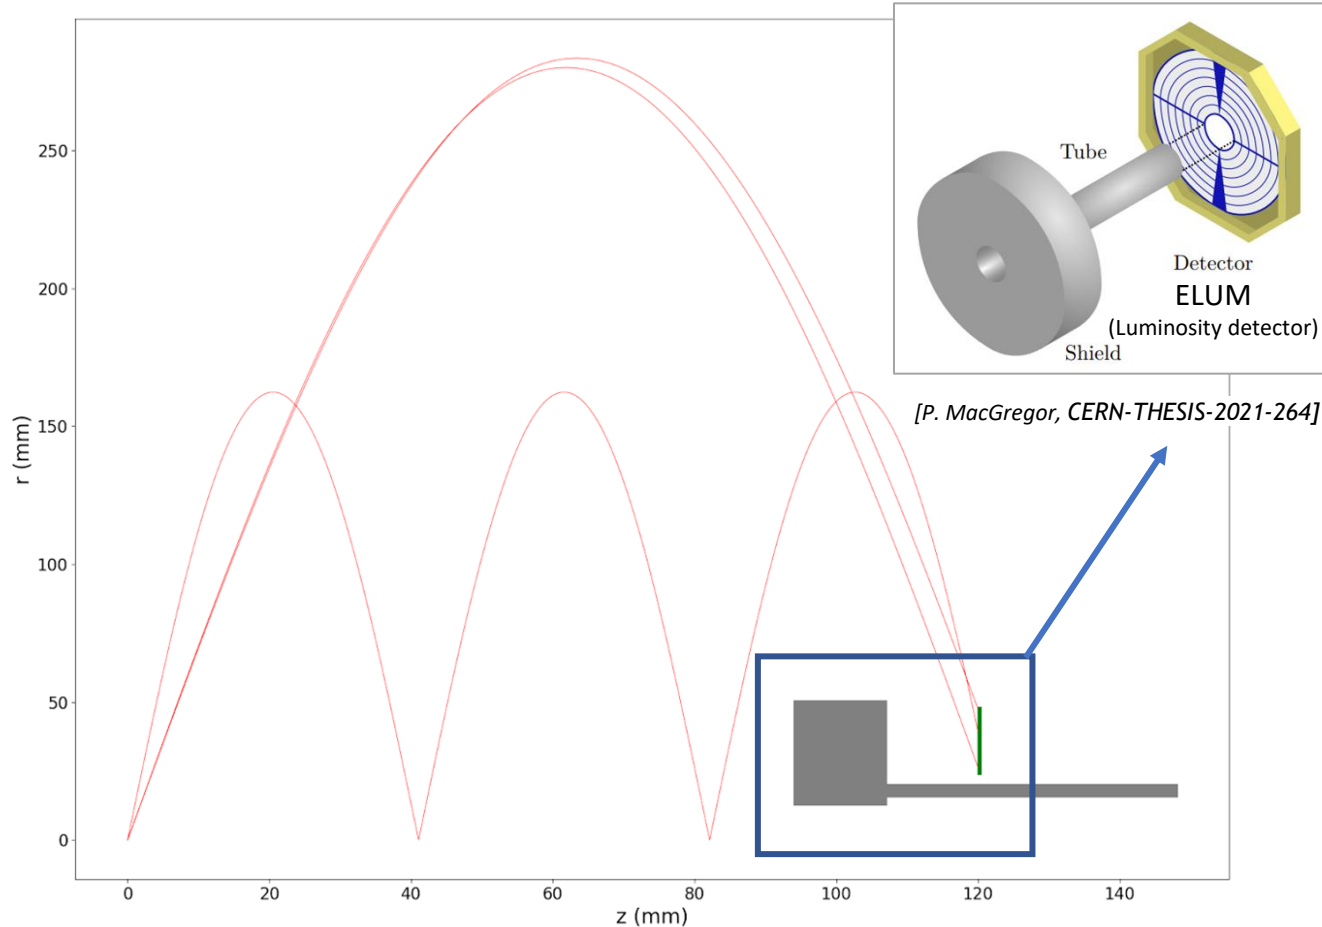 Tube
Detector
ELUM
(Luminosity detector)
Shield
[P. MacGregor, CERN-THESIS-2021-264]
r (mm)
250
200
150
100
50
0
0 20 40 60 80 100 120 140
z (mm)